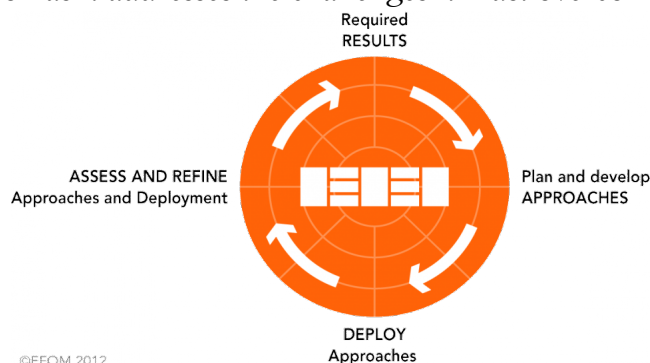 Required
RESULTS
Plan and develop
APPROACHES
DEPLOY
Approaches
ASSESS AND REFINE
Approaches and Deployment
©EFQM 2012